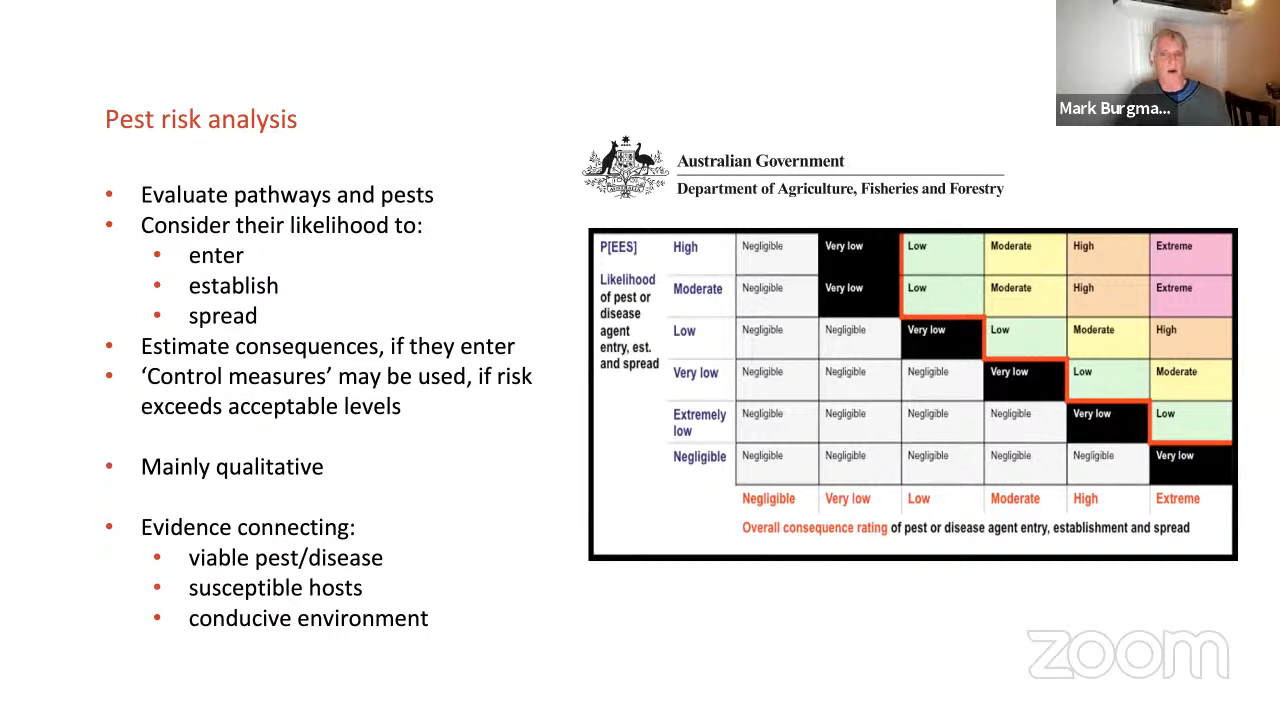 Mark Burgma...
Pest risk analysis
• Evaluate pathways and pests
• Consider their likelihood to:
• enter
• establish
• spread
• Estimate consequences, if they enter
• ‘Control measures’ may be used, if risk
exceeds acceptable levels
• Mainly qualitative
• Evidence connecting:
• viable pest/disease
• susceptible hosts
• conducive environment
Australian Government
Department of Agriculture, Fisheries and Forestry
P[EES]
Likelihood
of pest or
disease
agent
entry, est.
and spread
High Negligible Very low Low Moderate High Extreme
Moderate Negligible Very low Low Moderate High Extreme
Low Negligible Negligible Very low Low Moderate High
Very low Negligible Negligible Negligible Very low Low Moderate
Extremely
low Negligible Negligible Negligible Negligible Very low Low
Negligible Negligible Negligible Negligible Negligible Negligible Very low
Negligible Very low Low Moderate High Extreme
Overall consequence rating of pest or disease agent entry, establishment and spread
zoom